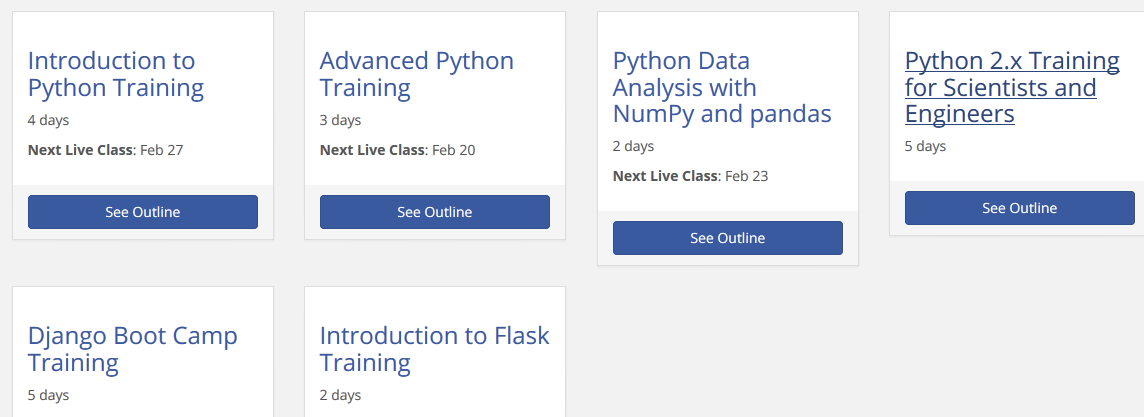 Introduction to
Python Training
4 days
Next Live Class: Feb 27
See Outline
Advanced Python
Training
3 days
Next Live Class: Feb 20
See Outline
Python Data
Analysis with
NumPy and pandas
2 days
Next Live Class: Feb 23
See Outline
Python 2.x Training
for Scientists and
Engineers
5 days
See Outline
Django Boot Camp
Training
5 days
Introduction to Flask
Training
2 days